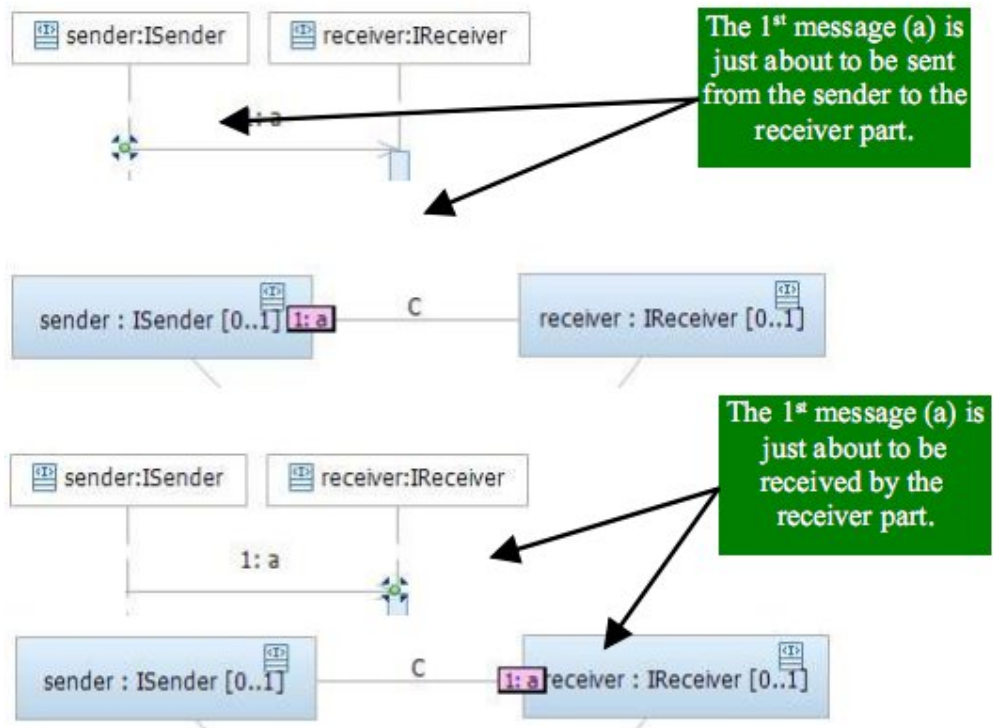 sender:ISender receiver:IReceiver
The 1st message (a) is
just about to be sent
from the sender to the
receiver part.
1: a
sender : ISender [0..1] 1: a C receiver : IReceiver [0..1]
The 1st message (a) is
just about to be
received by the
receiver part.
sender:ISender receiver:IReceiver
1: a
sender : ISender [0..1] C 1: a receiver : IReceiver [0..1]